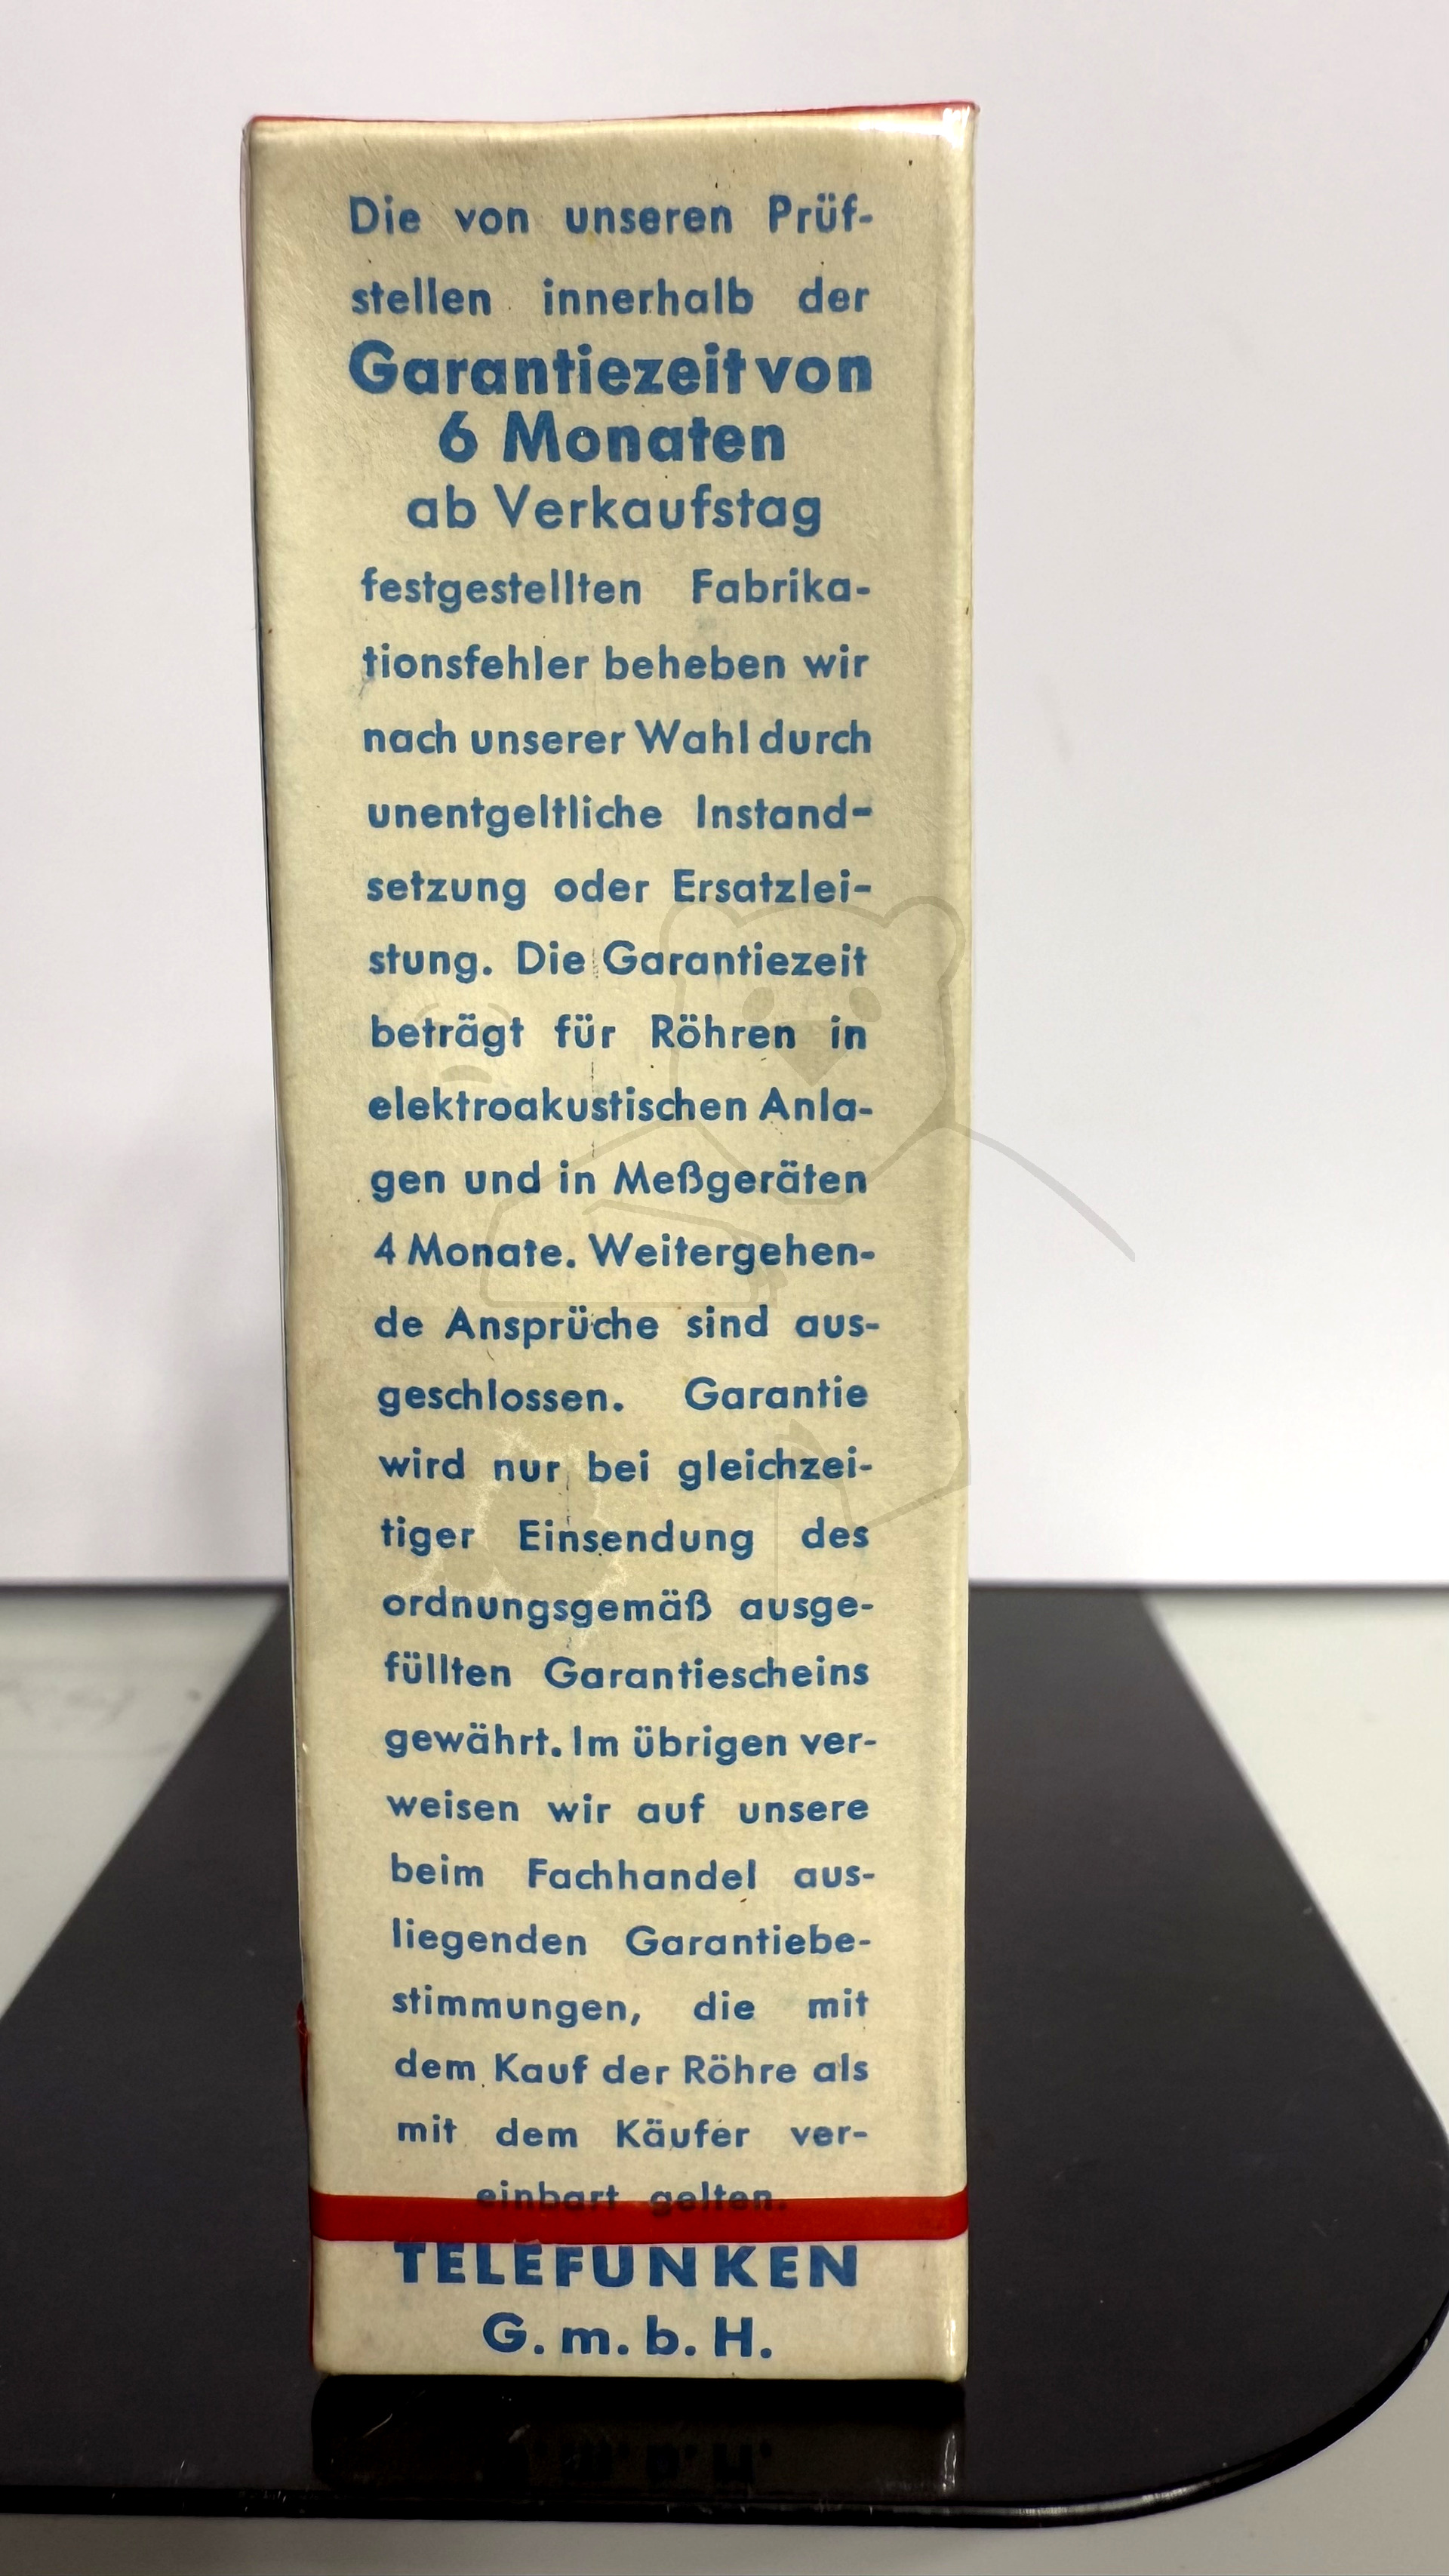 Die von unseren Prüf-
stellen innerhalb der
Garantiezeit von
6 Monaten
ab Verkaufstag
festgestellten Fabrika-
tionsfehler beheben wir
nach unserer Wahl durch
unentgeltliche Instand-
setzung oder Ersatzlei-
stung. Die Garantiezeit
beträgt für Röhren in
elektroakustischen Anla-
gen und in Meßgeräten
4 Monate. Weitergehen-
de Ansprüche sind aus-
geschlossen. Garantie
wird nur bei gleichzei-
tiger Einsendung des
ordnungsgemäß ausge-
füllten Garantiescheins
gewährt. Im übrigen ver-
weisen wir auf unsere
beim Fachhandel aus-
liegenden Garantiebe-
stimmungen, die mit
dem Kauf der Röhre als
mit dem Käufer ver-
einbart gelten.
TELEFUNKEN
G.m.b.H.